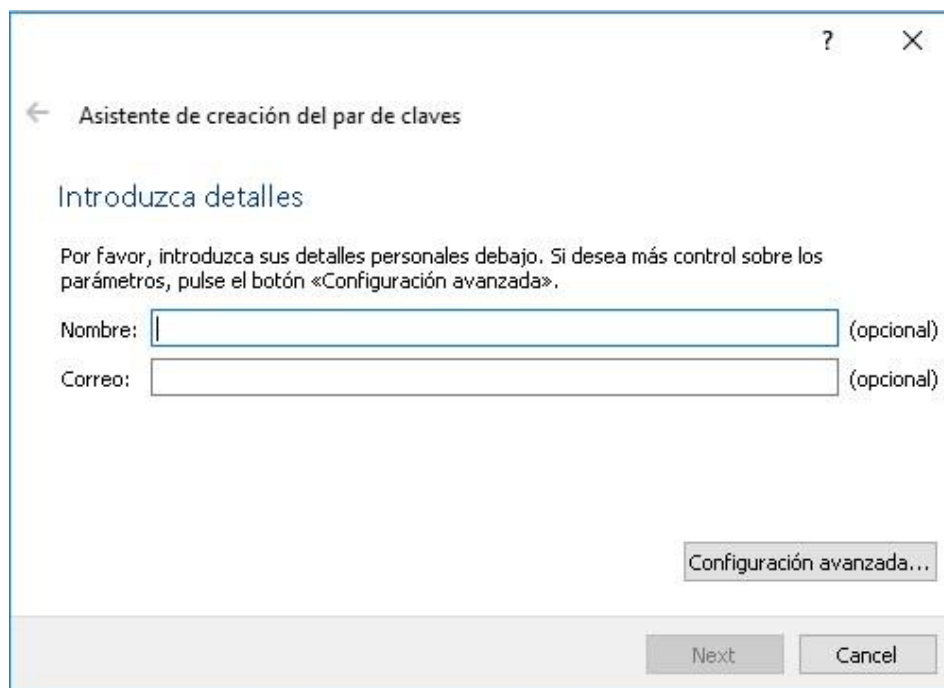 ?
Asistente de creación del par de claves
Introduzca detalles
Por favor, introduzca sus detalles personales debajo. Si desea más control sobre los
parámetros, pulse el botón «Configuración avanzada».
Nombre: (opcional)
Correo: (opcional)
Configuración avanzada...
Next Cancel